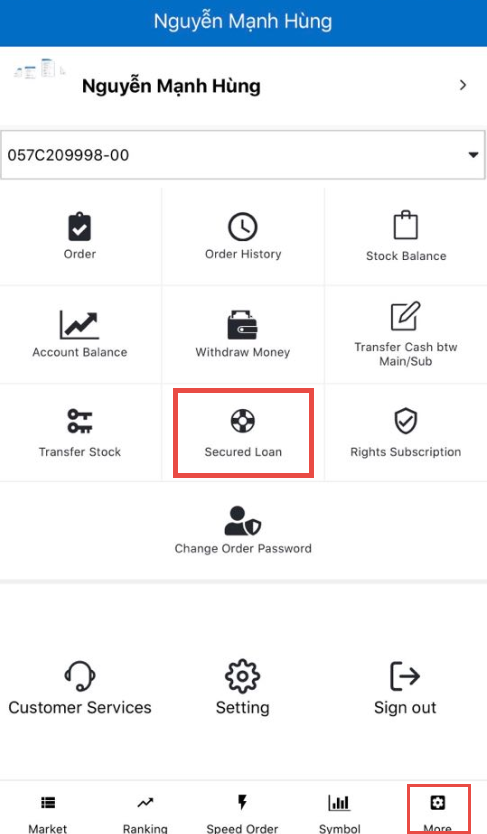 Nguyễn Mạnh Hùng
Nguyễn Mạnh Hùng
057C209998-00
Order
Order History
Stock Balance
Account Balance
Withdraw Money
Transfer Cash btw
Main/Sub
Transfer Stock
Secured Loan
Rights Subscription
Change Order Password
Customer Services
Setting
Sign out
Market
Ranking
Speed Order
Symbol
More